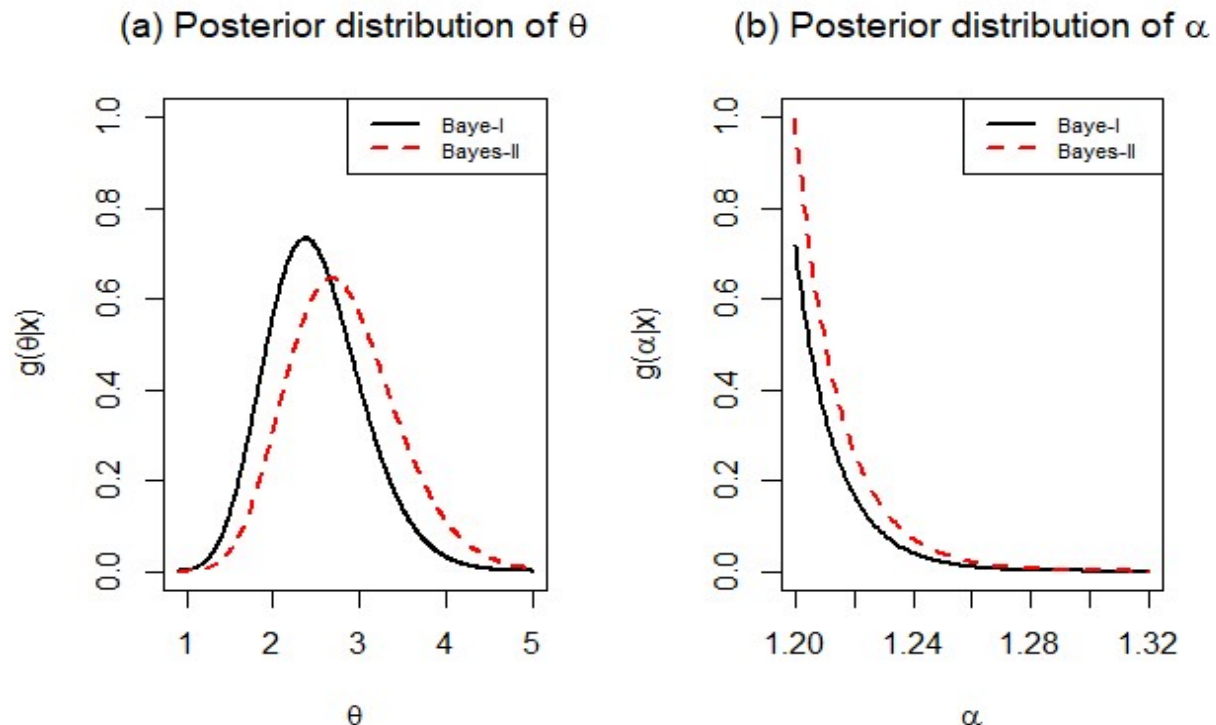 (a) Posterior distribution of θ
g(θ|x)
1.0
0.8
0.6
0.4
0.2
0.0
Baye-I
Bayes-II
1 2 3 4 5
θ
(b) Posterior distribution of α
g(α|x)
1.0
0.8
0.6
0.4
0.2
0.0
Baye-I
Bayes-II
1.20 1.24 1.28 1.32
α